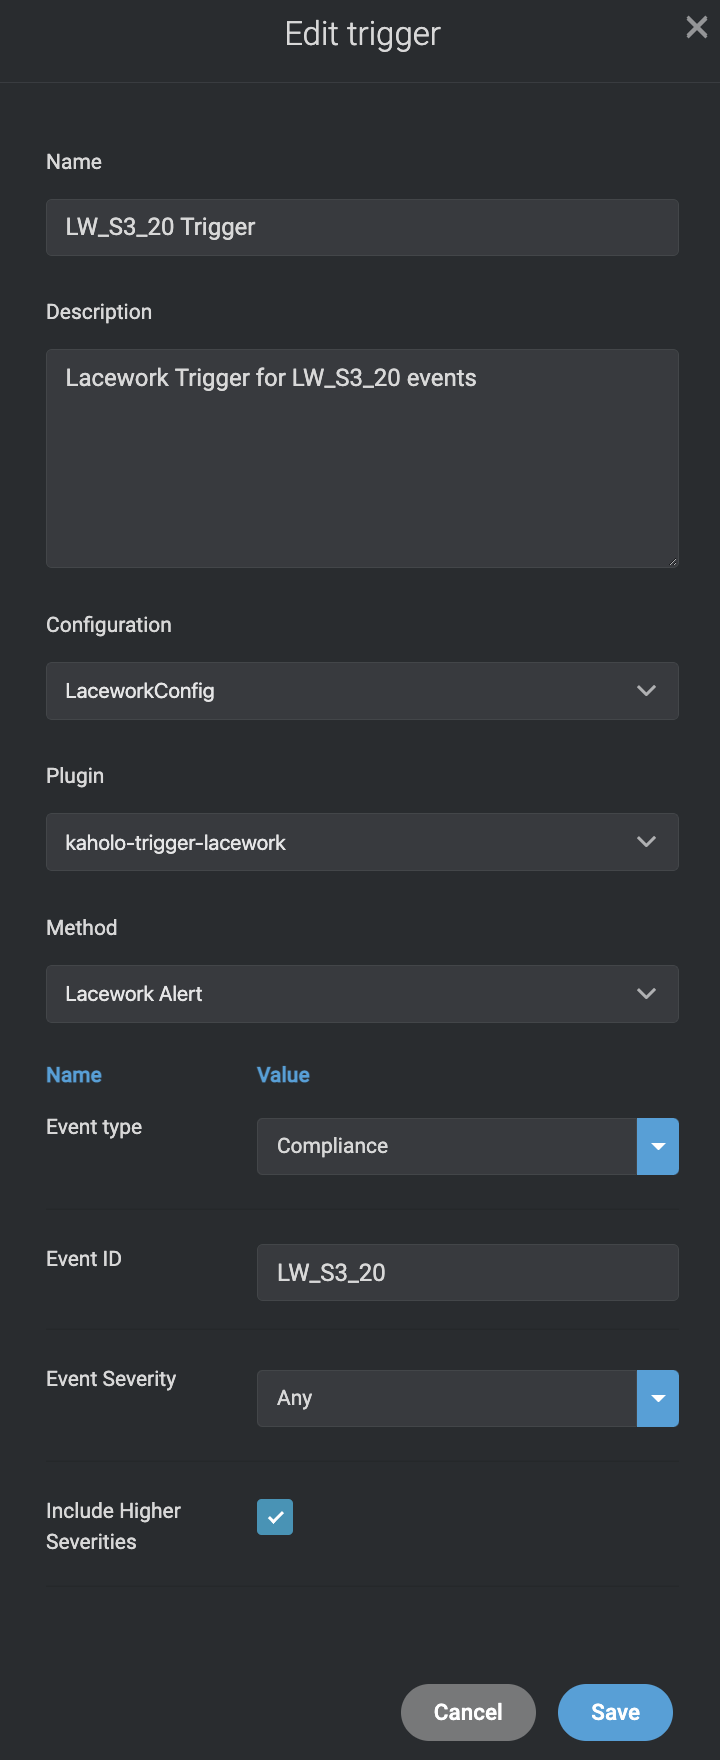 Edit trigger
Name
LW_S3_20 Trigger
Description
Lacework Trigger for LW_S3_20 events
Configuration
LaceworkConfig
Plugin
kaholo-trigger-lacework
Method
Lacework Alert
Name Value
Event type Compliance
Event ID LW_S3_20
Event Severity Any
Include Higher
Severities
Cancel Save